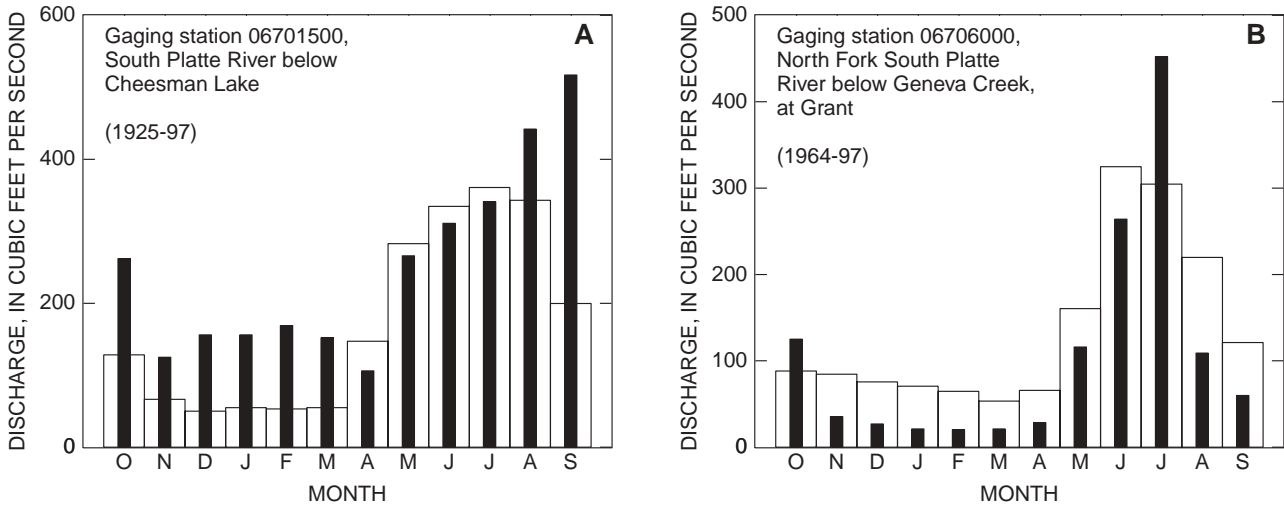 DISCHARGE, IN CUBIC FEET PER SECOND
600
400
200
0
Gaging station 06701500,
South Platte River below
Cheesman Lake
(1925-97)
A
O N D J F M A M J J A S
MONTH
DISCHARGE, IN CUBIC FEET PER SECOND
500
400
300
200
100
0
Gaging station 06706000,
North Fork South Platte
River below Geneva Creek,
at Grant
(1964-97)
B
O N D J F M A M J J A S
MONTH